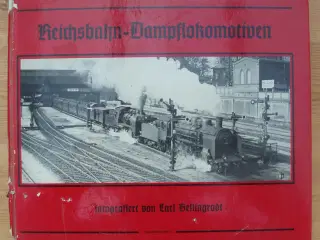 Reichsbahn-Dampflokomotiven
fotografiert von Carl Bellingrodt